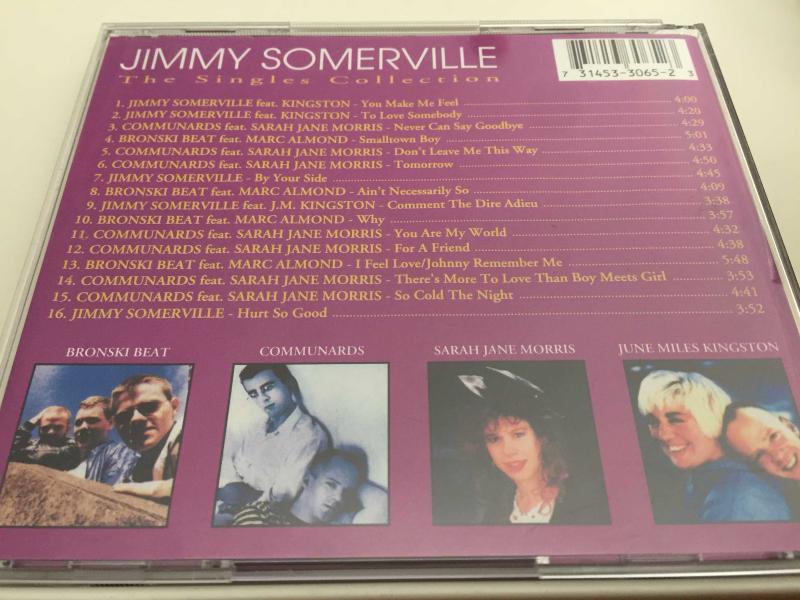 JIMMY SOMERVILLE
The Singles Collection
7 31453-3065-2 3
1. JIMMY SOMERVILLE feat. KINGSTON - You Make Me Feel 4:00
2. JIMMY SOMERVILLE feat. KINGSTON - To Love Somebody 4:20
3. COMMUNARDS feat. SARAH JANE MORRIS - Never Can Say Goodbye 4:29
4. BRONSKI BEAT feat. MARC ALMOND - Smalltown Boy 5:01
5. COMMUNARDS feat. SARAH JANE MORRIS - Don't Leave Me This Way 4:33
6. COMMUNARDS feat. SARAH JANE MORRIS - Tomorrow 4:50
7. JIMMY SOMERVILLE - By Your Side 4:45
8. BRONSKI BEAT feat. MARC ALMOND - Ain't Necessarily So 4:09
9. JIMMY SOMERVILLE feat. J.M. KINGSTON - Comment The Dire Adieu 3:38
10. BRONSKI BEAT feat. MARC ALMOND - Why 3:57
11. COMMUNARDS feat. SARAH JANE MORRIS - You Are My World 4:32
12. COMMUNARDS feat. SARAH JANE MORRIS - For A Friend 4:38
13. BRONSKI BEAT feat. MARC ALMOND - I Feel Love/Johnny Remember Me 5:48
14. COMMUNARDS feat. SARAH JANE MORRIS - There's More To Love Than Boy Meets Girl 3:53
15. COMMUNARDS feat. SARAH JANE MORRIS - So Cold The Night 4:41
16. JIMMY SOMERVILLE - Hurt So Good 3:52
BRONSKI BEAT COMMUNARDS SARAH JANE MORRIS JUNE MILES KINGSTON